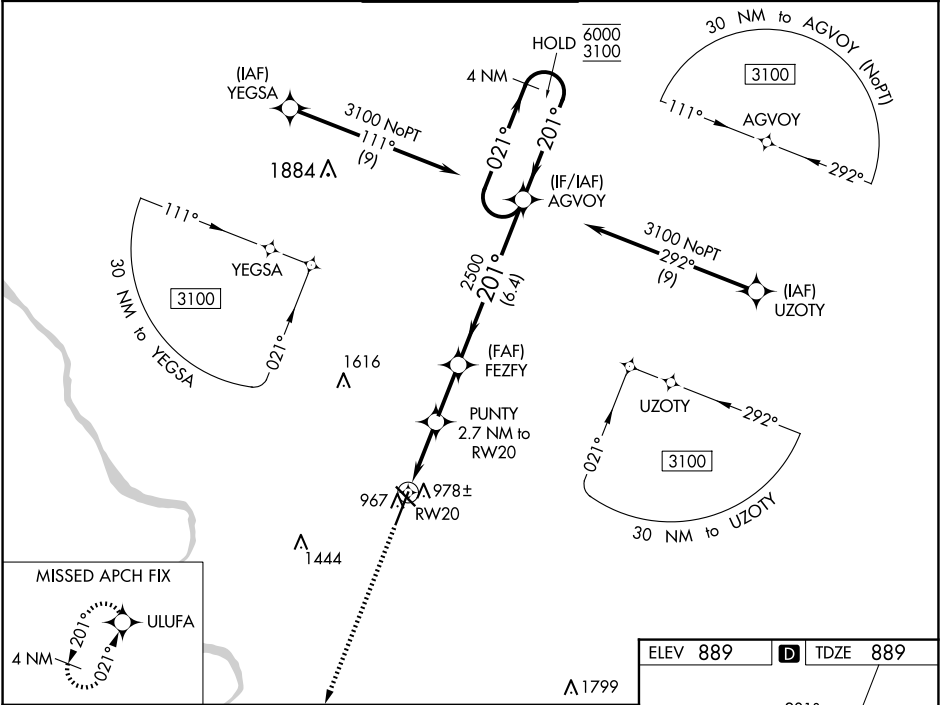 HOLD 6000
3100
4 NM
(IAF)
YEGSA
3100 NoPT
111°
(9)
1884
021°
201°
(IF/IAF)
AGVOY
30 NM to AGVOY (NoPT)
3100
111°
AGVOY
292°
3100 NoPT
292°
(9)
(IAF)
UZOTY
111°
YEGSA
3100
021°
30 NM to YEGSA
2500
201°
(6.4)
1616
(FAF)
FEZFY
PUNTY
2.7 NM to
RW20
UZOTY
292°
021°
3100
30 NM to UZOTY
967
978±
RW20
1444
MISSED APCH FIX
201°
ULUFA
4 NM
021°
1799
ELEV 889 D TDZE 889